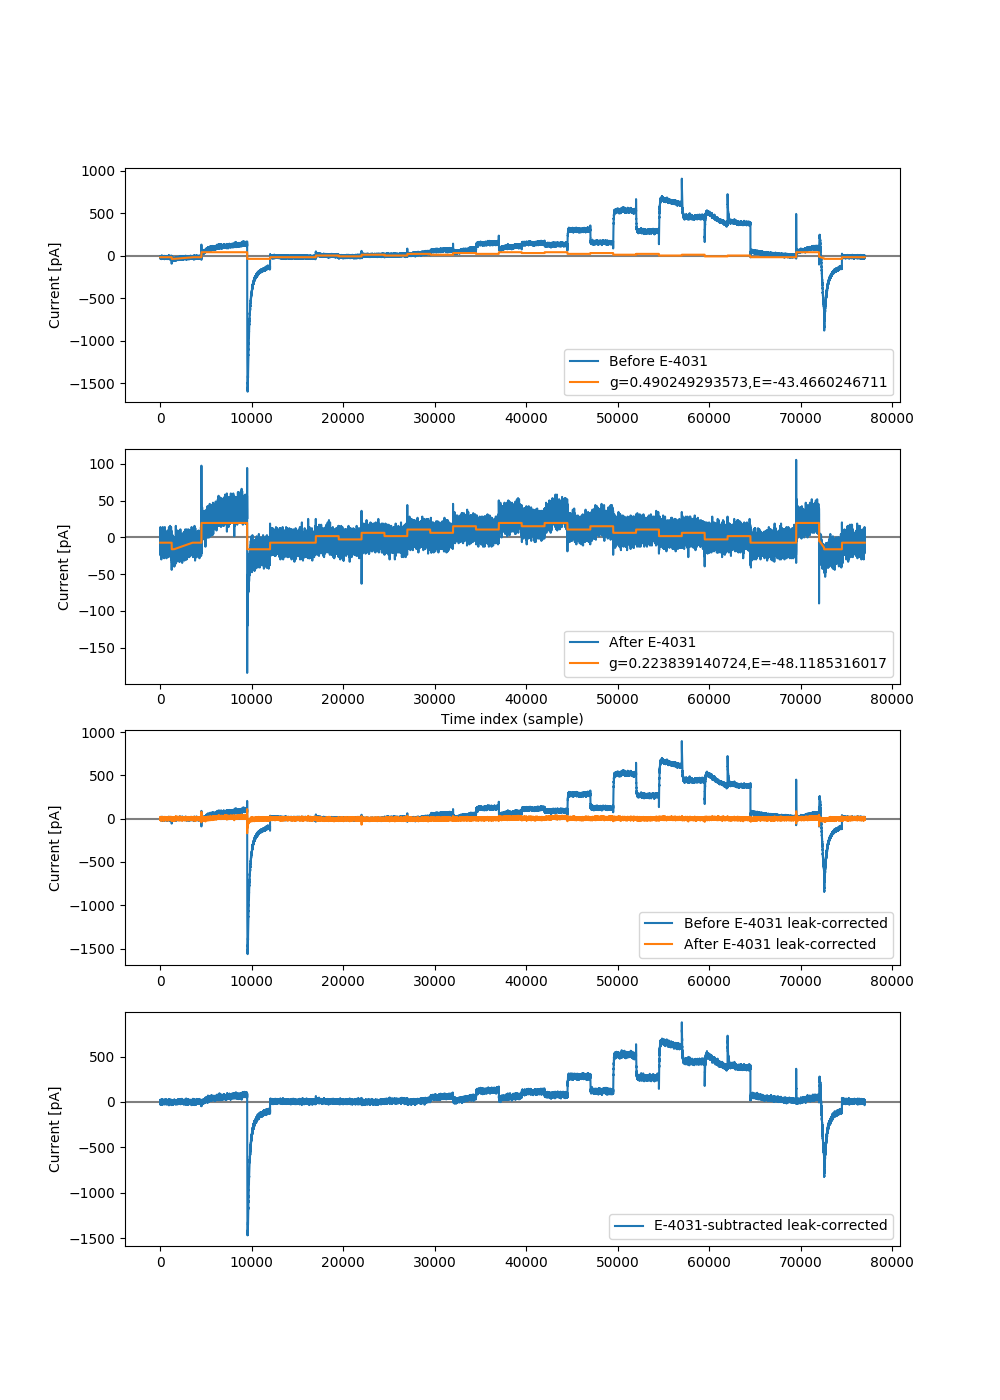 1000
500
0
−500
−1000
−1500
Current [pA]
Before E-4031
g=0.490249293573,E=-43.4660246711
0 10000 20000 30000 40000 50000 60000 70000 80000
100
50
0
−50
−100
−150
Current [pA]
After E-4031
g=0.223839140724,E=-48.1185316017
0 10000 20000 30000 40000 50000 60000 70000 80000
Time index (sample)
1000
500
0
−500
−1000
−1500
Current [pA]
Before E-4031 leak-corrected
After E-4031 leak-corrected
0 10000 20000 30000 40000 50000 60000 70000 80000
500
0
−500
−1000
−1500
Current [pA]
E-4031-subtracted leak-corrected
0 10000 20000 30000 40000 50000 60000 70000 80000